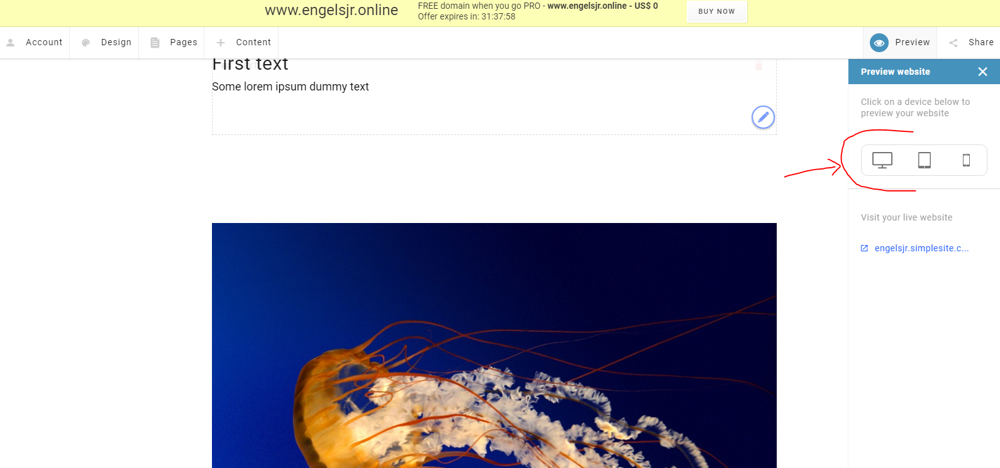 www.engelsjr.online
FREE domain when you go PRO - www.engelsjr.online - US$ 0
Offer expires in: 31:37:58
BUY NOW
Account
Design
Pages
Content
Preview
Share
First text
Some lorem ipsum dummy text
Preview website
Click on a device below to
preview your website
Visit your live website
engelsjr.simplesite.c...